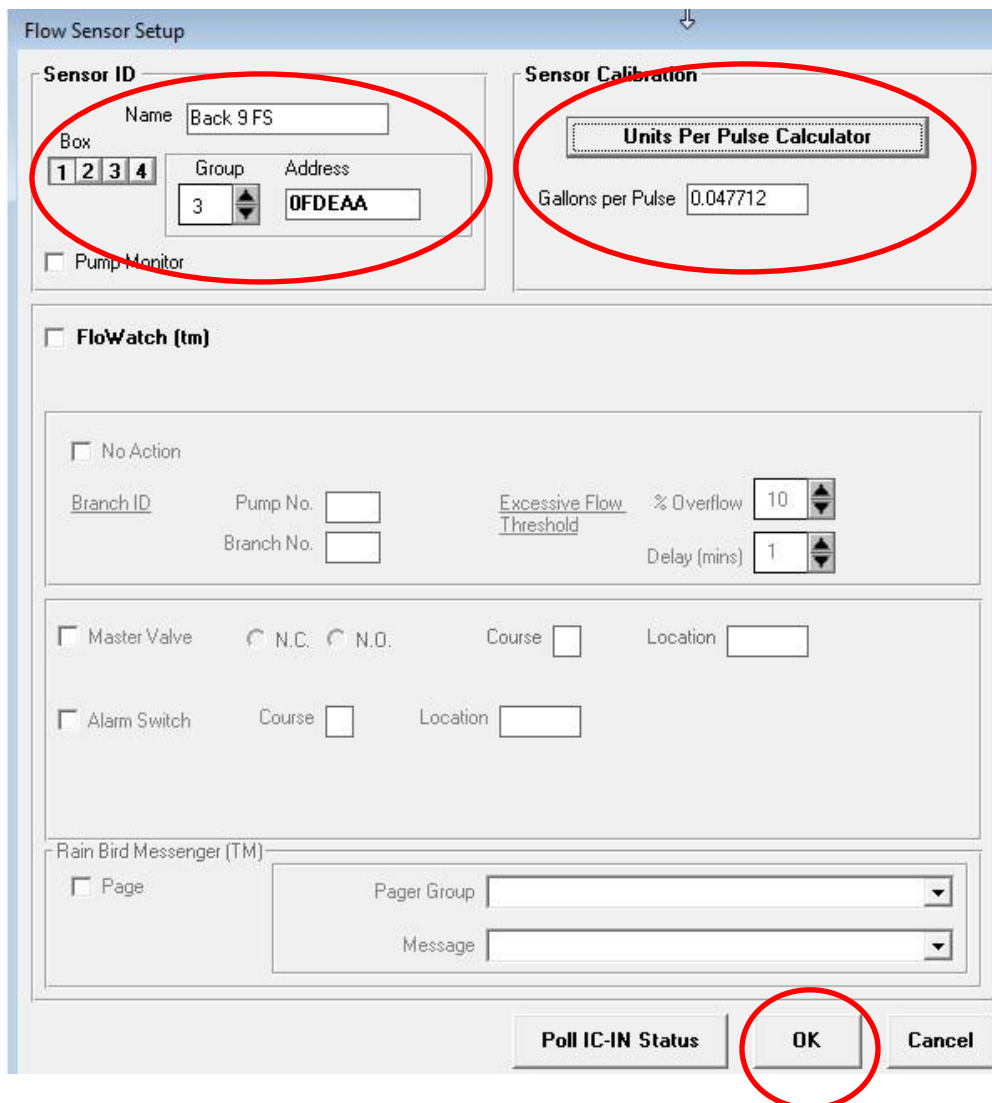 Flow Sensor Setup
Sensor ID
Name Back 9 FS
Box
1 2 3 4
Group Address
3 0FDEAA
Pump Monitor
Sensor Calibration
Units Per Pulse Calculator
Gallons per Pulse 0.047712
FloWatch (tm)
No Action
Branch ID Pump No.
Branch No.
Excessive Flow
Threshold
% Overflow 10
Delay (mins) 1
Master Valve N.C. N.O. Course Location
Alarm Switch Course Location
Rain Bird Messenger (TM)
Page Pager Group
Message
Poll IC-IN Status OK Cancel